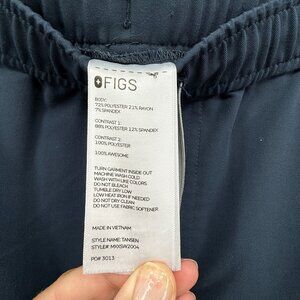 FIGS
BODY:
72% POLYESTER 21% RAYON
7% SPANDEX
CONTRAST 1:
88% POLYESTER 12% SPANDEX
CONTRAST 2:
100% POLYESTER
100% AWESOME
TURN GARMENT INSIDE OUT
MACHINE WASH COLD
WASH WITH LIKE COLORS
DO NOT BLEACH
TUMBLE DRY LOW
LOW HEAT IRON IF NEEDED
DO NOT DRY CLEAN
DO NOT USE FABRIC SOFTENER
MADE IN VIETNAM
STYLE NAME: TANSEN
STYLE#: M99SW2004
PO# 3013